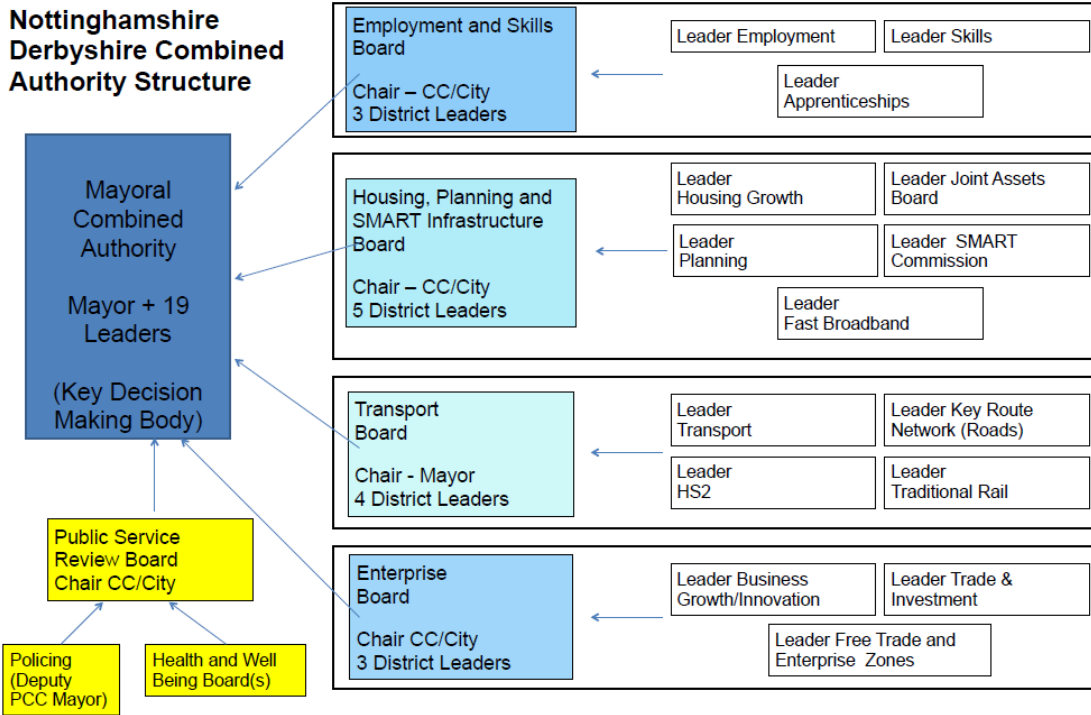 Nottinghamshire
Derbyshire Combined
Authority Structure
Mayoral
Combined
Authority
Mayor + 19
Leaders
(Key Decision
Making Body)
Public Service
Review Board
Chair CC/City
Policing
(Deputy
PCC Mayor)
Health and Well
Being Board(s)
Employment and Skills
Board
Chair – CC/City
3 District Leaders
Leader Employment
Leader Skills
Leader
Apprenticeships
Housing, Planning and
SMART Infrastructure
Board
Chair – CC/City
5 District Leaders
Leader
Housing Growth
Leader Joint Assets
Board
Leader
Planning
Leader SMART
Commission
Leader
Fast Broadband
Transport
Board
Chair - Mayor
4 District Leaders
Leader
Transport
Leader Key Route
Network (Roads)
Leader
HS2
Leader
Traditional Rail
Enterprise
Board
Chair CC/City
3 District Leaders
Leader Business
Growth/Innovation
Leader Trade &
Investment
Leader Free Trade and
Enterprise Zones